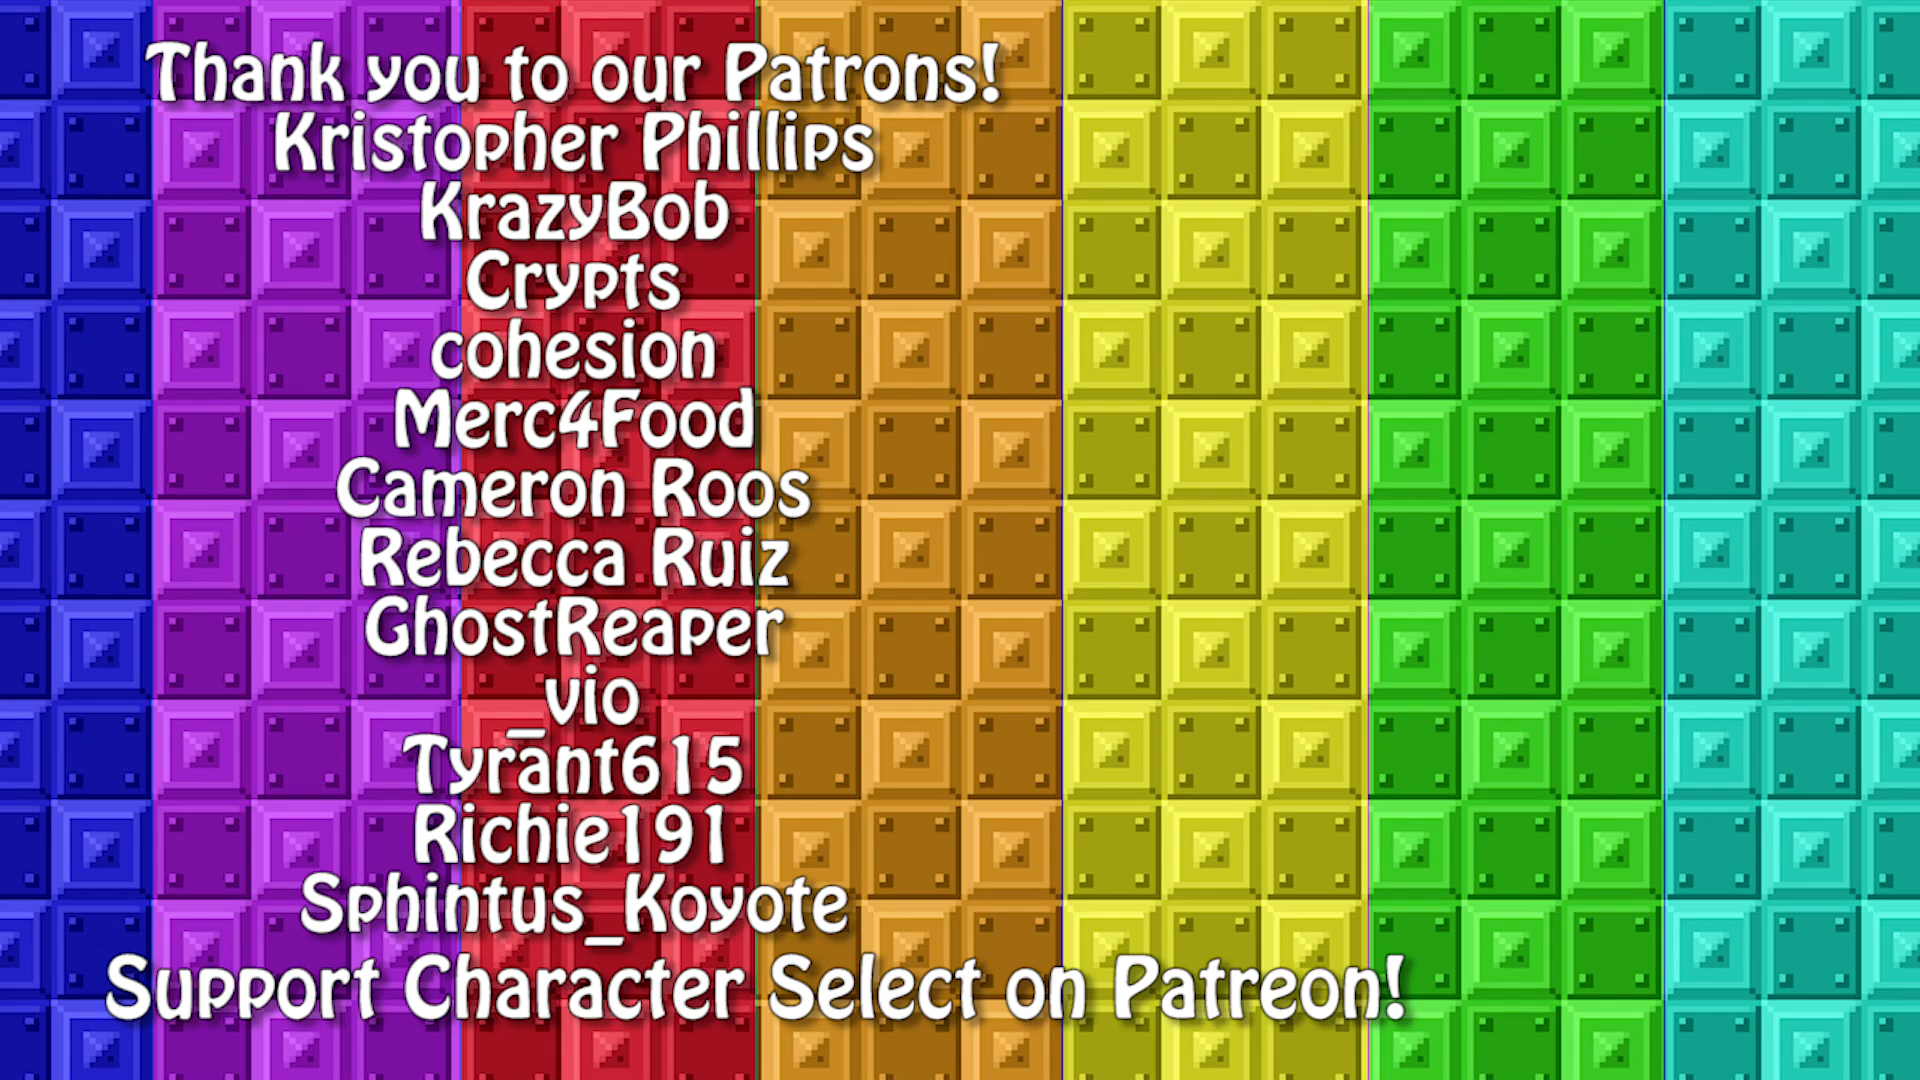 Thank you to our Patrons!
Kristopher Phillips
KrazyBob
Crypts
cohesion
Merc4Food
Cameron Roos
Rebecca Ruiz
GhostReaper
_vio
Tyrant615
Richie191
Sphintus_Koyote
Support Character Select on Patreon!